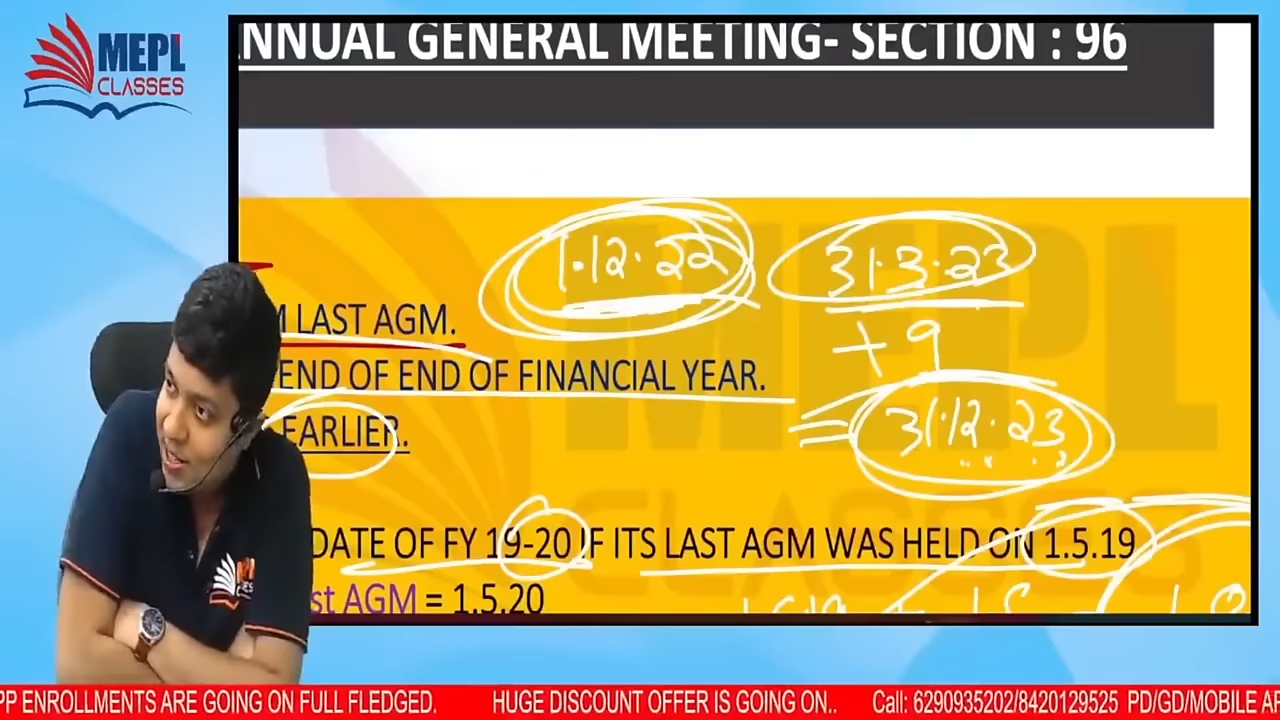 MEPL
CLASSES
NNUAL GENERAL MEETING- SECTION : 96
1.12.22 31.3.23
+9
M LAST AGM.
END OF END OF FINANCIAL YEAR.
= 31.12.23
EARLIER.
DATE OF FY 19-20 IF ITS LAST AGM WAS HELD ON 1.5.19
st AGM = 1.5.20
MEPL
CLASSES
PP ENROLLMENTS ARE GOING ON FULL FLEDGED. HUGE DISCOUNT OFFER IS GOING ON.. Call: 6290935202/8420129525 PD/GD/MOBILE AP